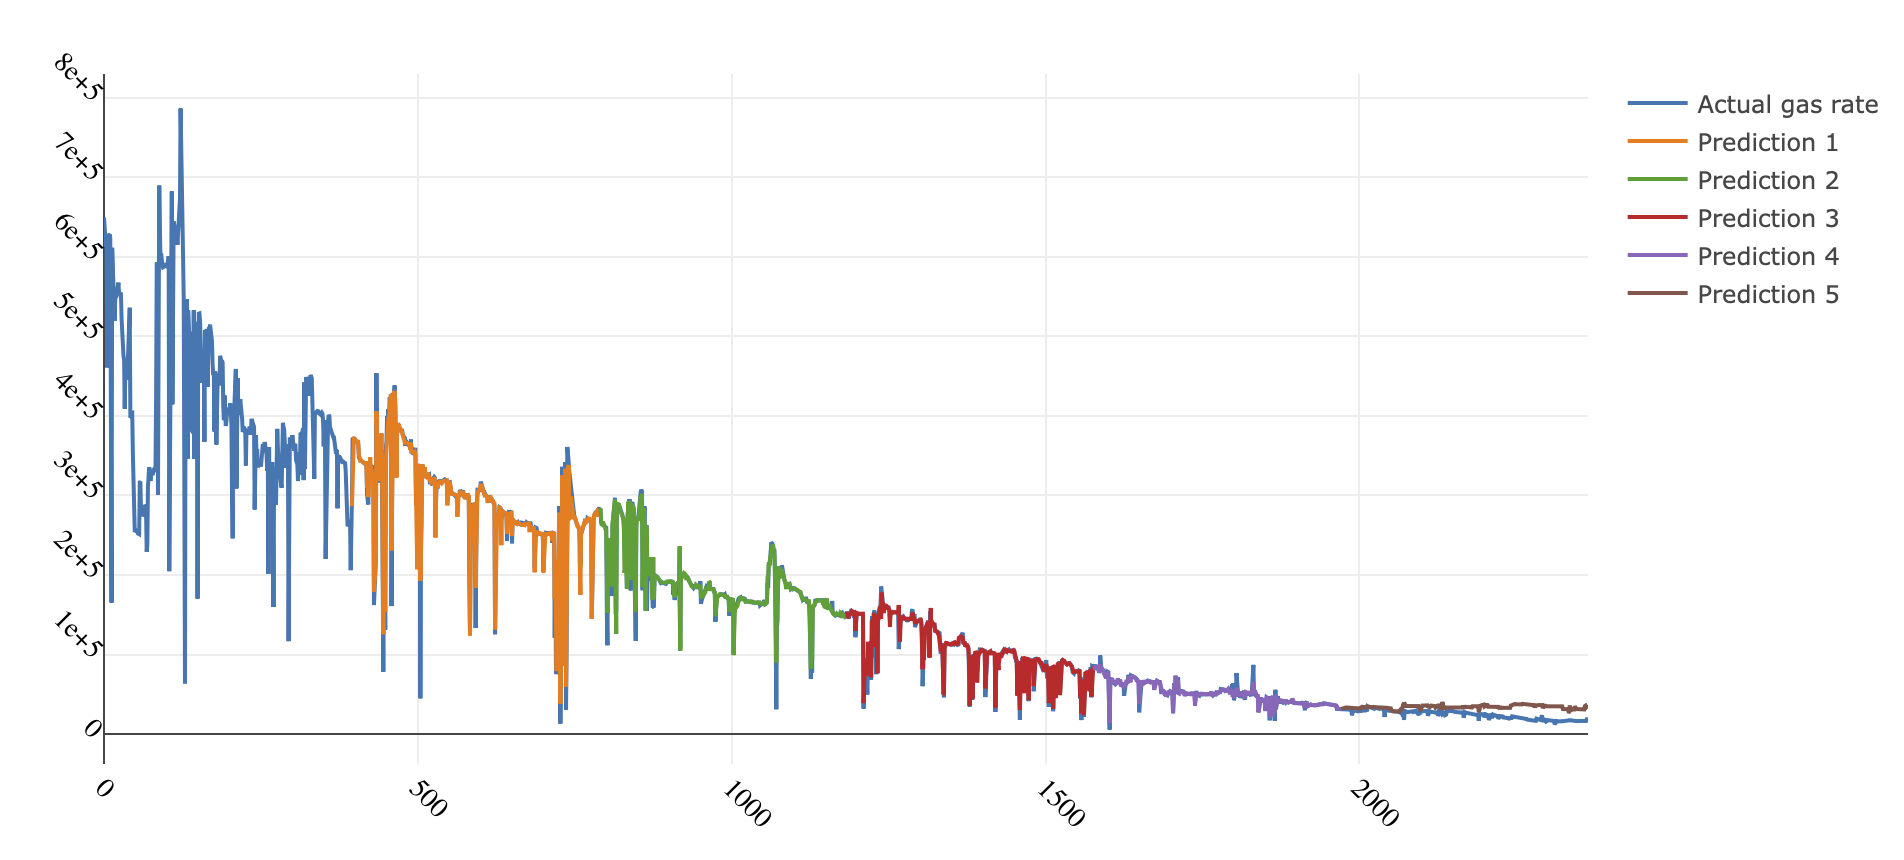 8e+5
7e+5
6e+5
5e+5
4e+5
3e+5
2e+5
1e+5
0
0
500
1000
1500
2000
Actual gas rate
Prediction 1
Prediction 2
Prediction 3
Prediction 4
Prediction 5